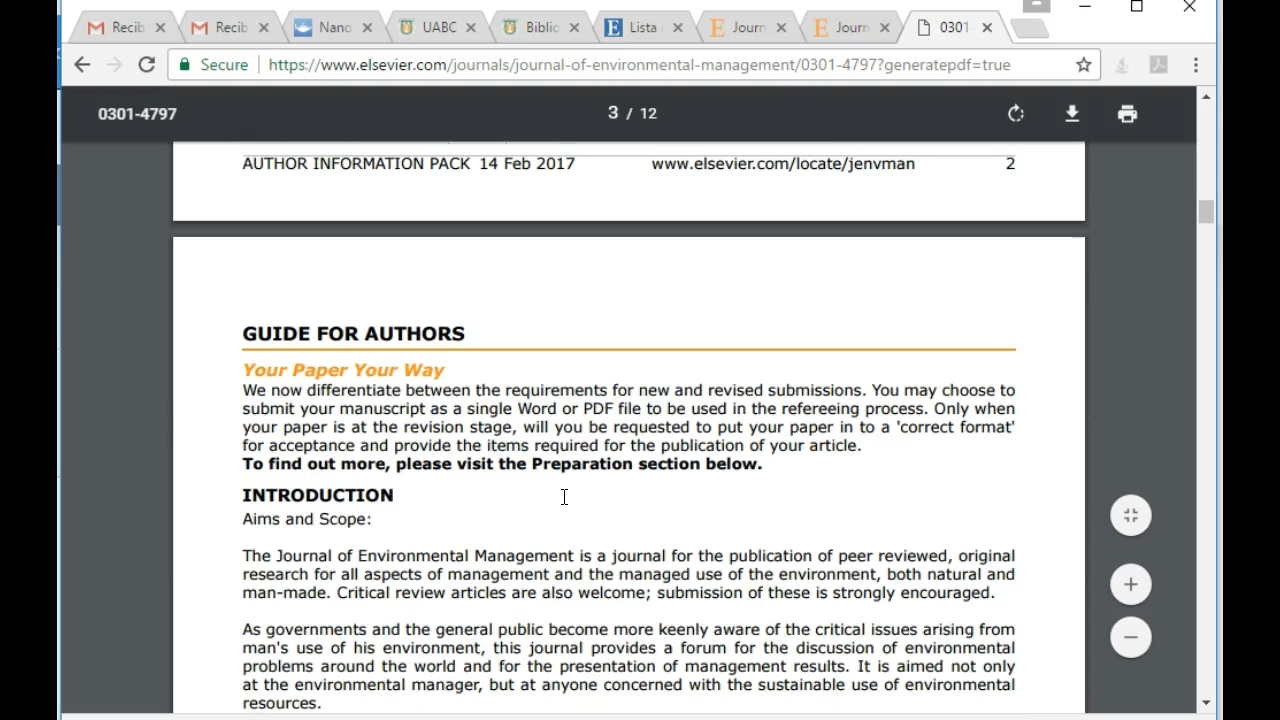 Recib Recib Nano UABC Biblic Lista Journ Journ 0301
Secure https://www.elsevier.com/journals/journal-of-environmental-management/0301-4797?generatepdf=true
0301-4797 3 / 12
AUTHOR INFORMATION PACK 14 Feb 2017 www.elsevier.com/locate/jenvman 2
GUIDE FOR AUTHORS
Your Paper Your Way
We now differentiate between the requirements for new and revised submissions. You may choose to
submit your manuscript as a single Word or PDF file to be used in the refereeing process. Only when
your paper is at the revision stage, will you be requested to put your paper in to a 'correct format'
for acceptance and provide the items required for the publication of your article.
To find out more, please visit the Preparation section below.
INTRODUCTION
Aims and Scope:
The Journal of Environmental Management is a journal for the publication of peer reviewed, original
research for all aspects of management and the managed use of the environment, both natural and
man-made. Critical review articles are also welcome; submission of these is strongly encouraged.
As governments and the general public become more keenly aware of the critical issues arising from
man's use of his environment, this journal provides a forum for the discussion of environmental
problems around the world and for the presentation of management results. It is aimed not only
at the environmental manager, but at anyone concerned with the sustainable use of environmental
resources.